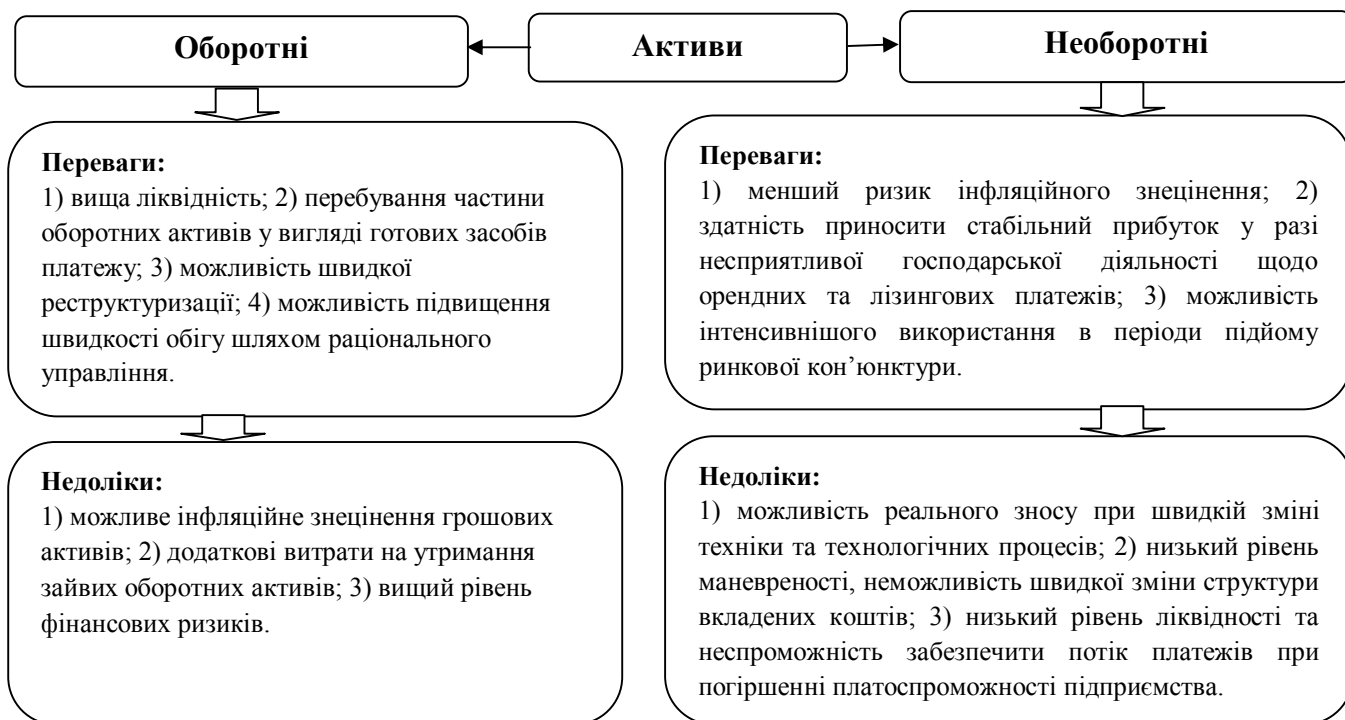 Оборотні
Активи
Необоротні
Переваги:
1) вища ліквідність; 2) перебування частини
оборотних активів у вигляді готових засобів
платежу; 3) можливість швидкої
реструктуризації; 4) можливість підвищення
швидкості обігу шляхом раціонального
управління.
Переваги:
1) менший ризик інфляційного знецінення; 2)
здатність приносити стабільний прибуток у разі
несприятливої господарської діяльності щодо
орендних та лізингових платежів; 3) можливість
інтенсивнішого використання в періоди підйому
ринкової кон’юнктури.
Недоліки:
1) можливе інфляційне знецінення грошових
активів; 2) додаткові витрати на утримання
зайвих оборотних активів; 3) вищий рівень
фінансових ризиків.
Недоліки:
1) можливість реального зносу при швидкій зміні
техніки та технологічних процесів; 2) низький рівень
маневреності, неможливість швидкої зміни структури
вкладених коштів; 3) низький рівень ліквідності та
неспроможність забезпечити потік платежів при
погіршенні платоспроможності підприємства.